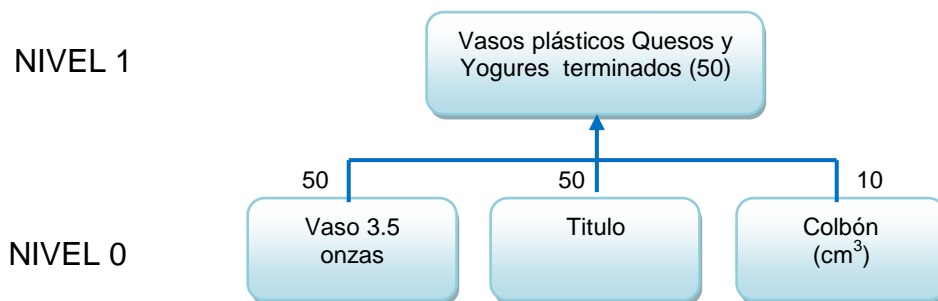 NIVEL 1
Vasos plásticos Quesos y
Yogures terminados (50)
50
50
10
NIVEL 0
Vaso 3.5
onzas
Titulo
Colbón
(cm³)